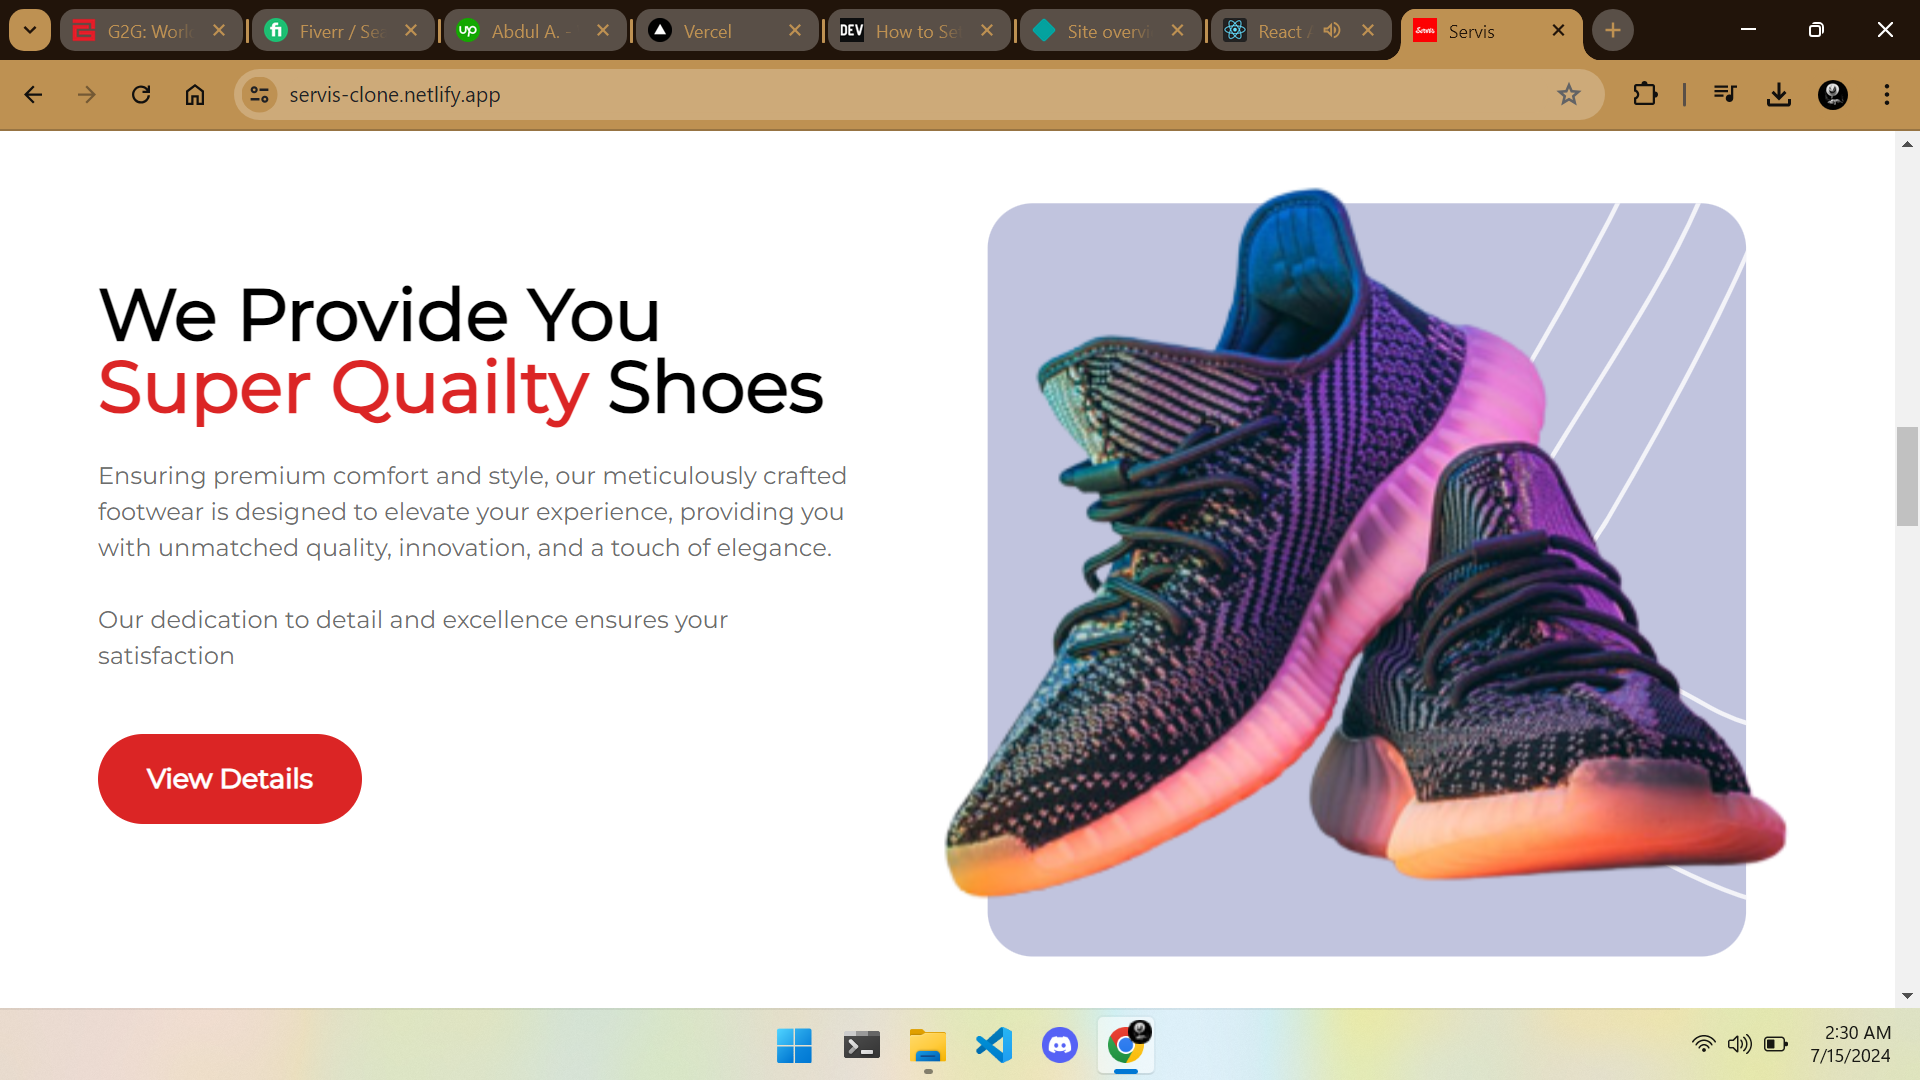 G2G: Worl
Fiverr / Sea
up
Abdul A. -
Vercel
DEV
How to Se
Site overvi
React
Servis
Servis
servis-clone.netlify.app
We Provide You
Super Quailty Shoes
Ensuring premium comfort and style, our meticulously crafted
footwear is designed to elevate your experience, providing you
with unmatched quality, innovation, and a touch of elegance.
Our dedication to detail and excellence ensures your
satisfaction
View Details
2:30 AM
7/15/2024